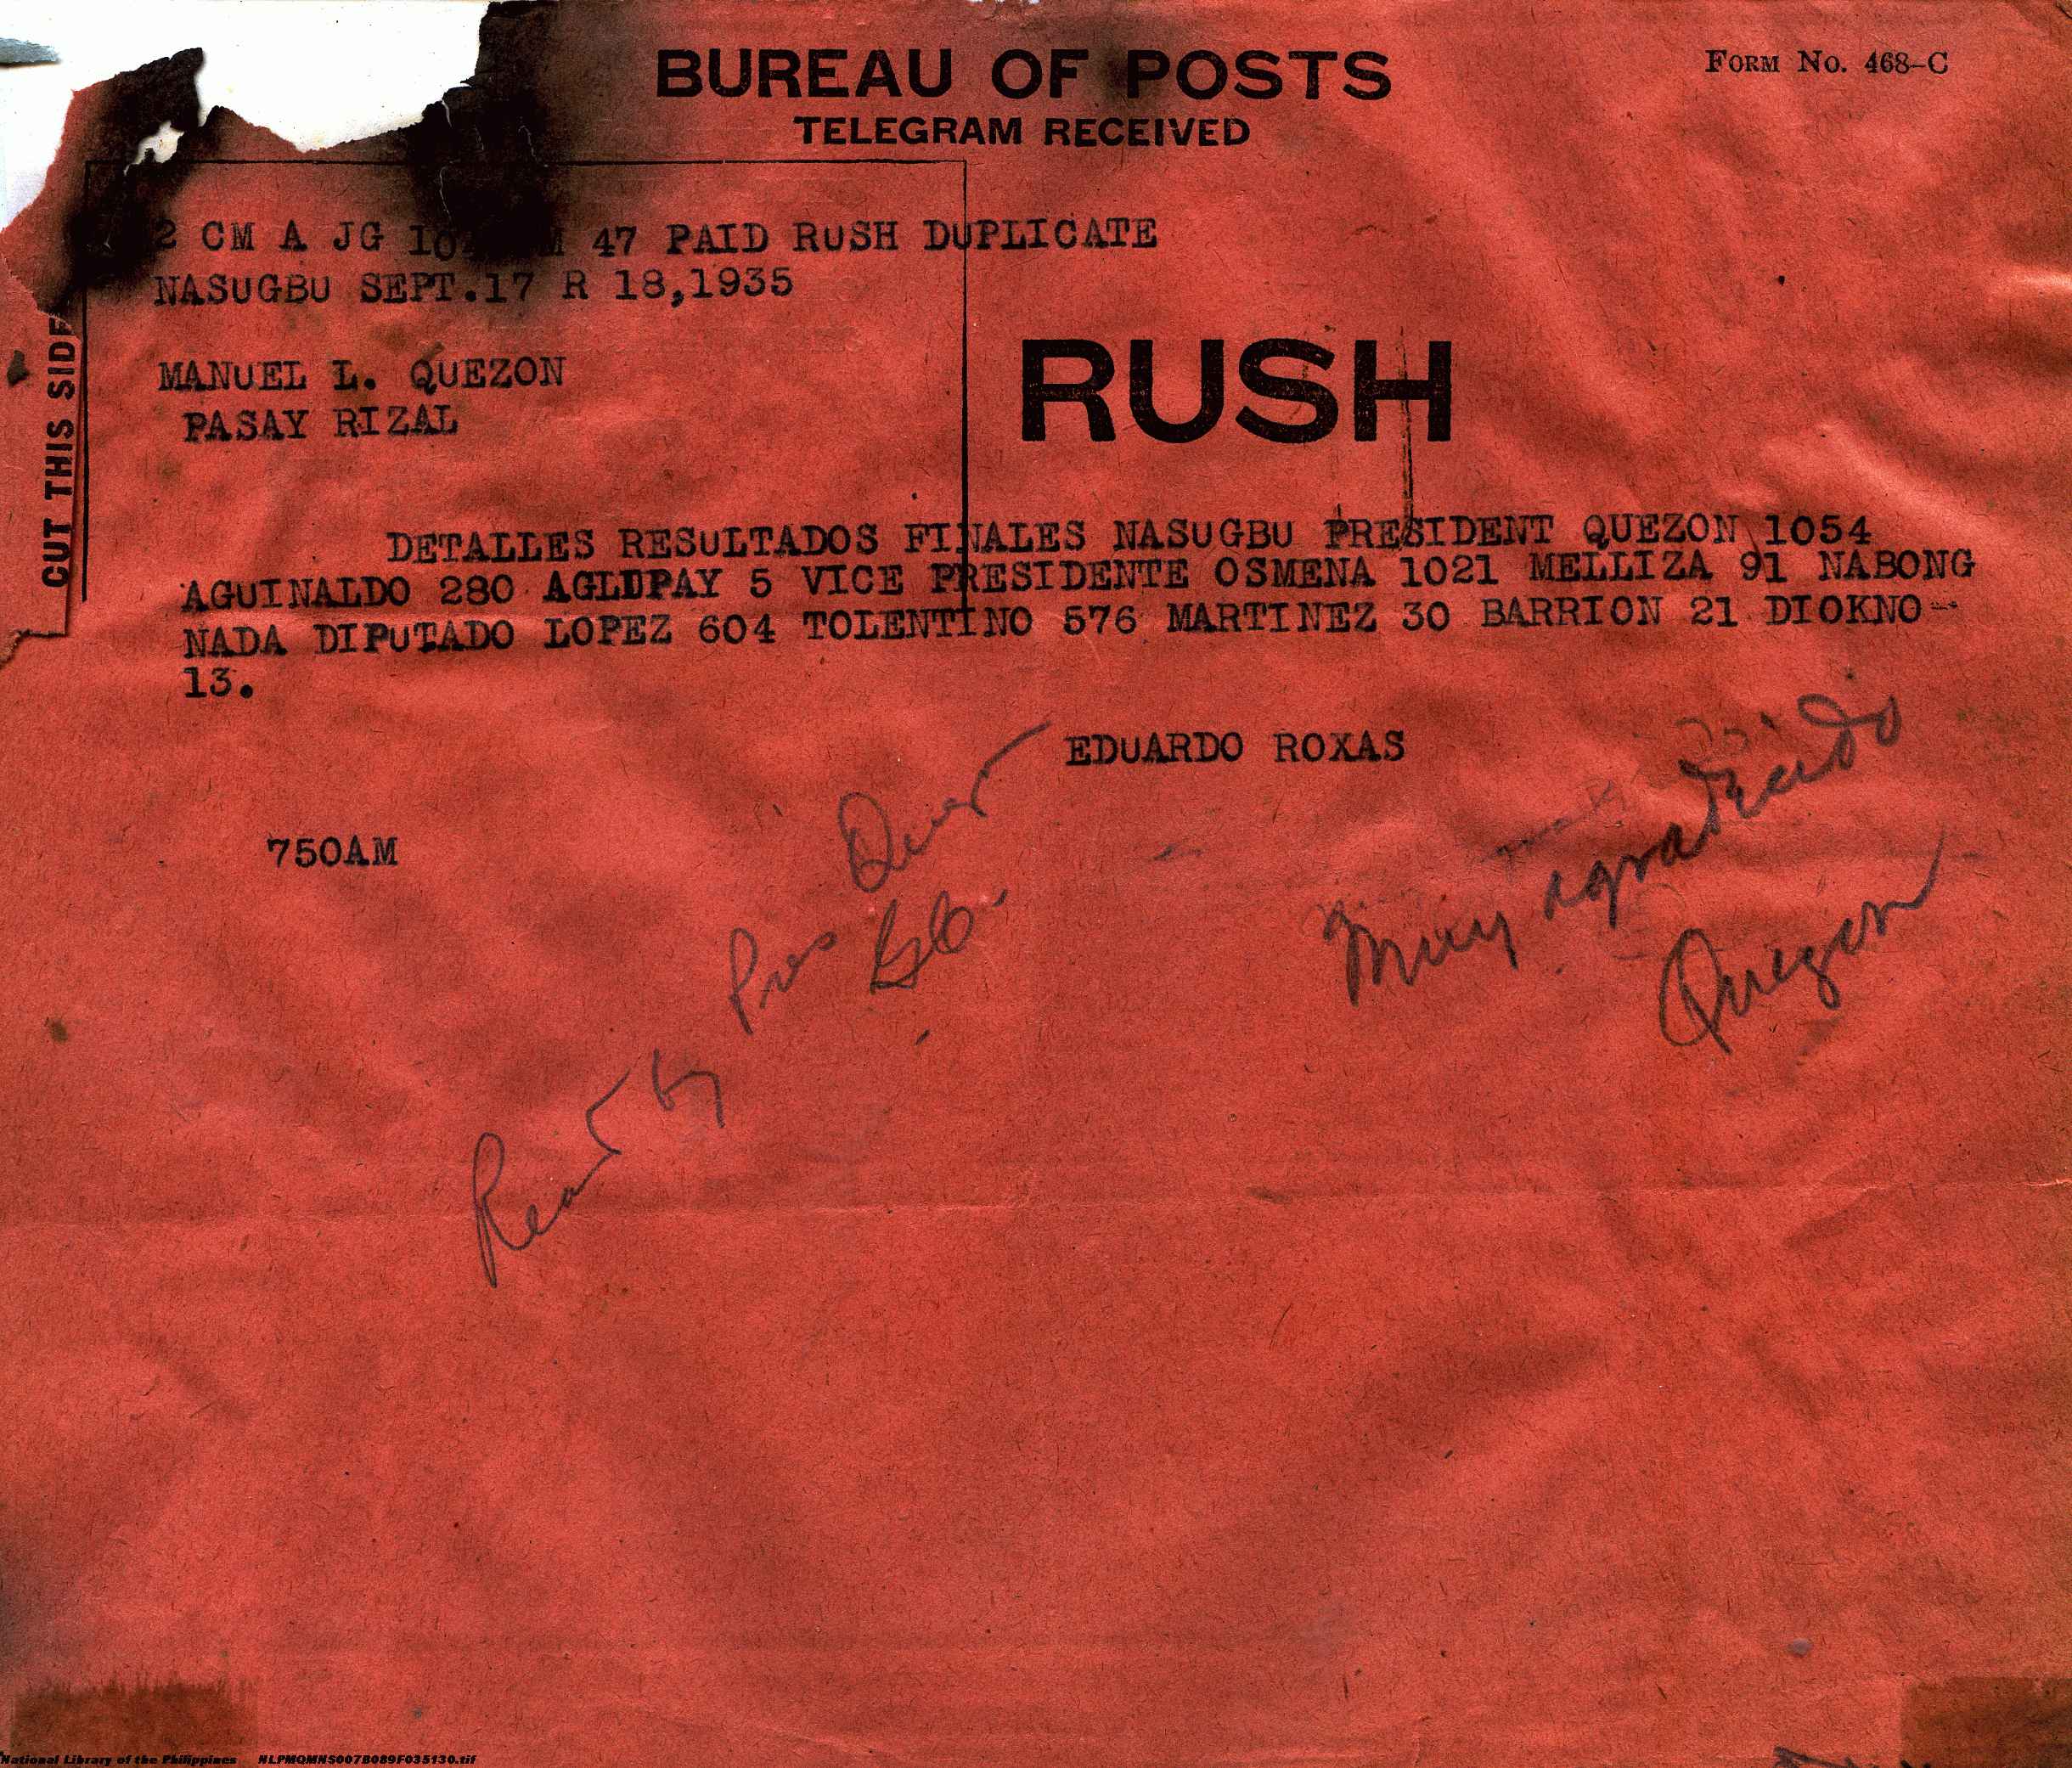 BUREAU OF POSTS
FORM NO. 468-C
TELEGRAM RECEIVED
2 CM A JG 47 PAID RUSH DUPLICATE
NASUGBU SEPT.17 R 18,1935
CUT THIS SIDE
RUSH
MANUEL L. QUEZON
PASAY RIZAL
DETALLES RESULTADOS FINALES NASUGBU PRESIDENT QUEZON 1054
AGUINALDO 280 AGLIPAY 5 VICE PRESIDENTE OSMENA 1021 MELLIZA 91 NABONG
NADA DIPUTADO LOPEZ 604 TOLENTINO 576 MARTINEZ 30 BARRION 21 DIOKNO--
13.
EDUARDO ROXAS
750AM
Muy agradecido
Quezon
Read by Pres Quezon
National Library of the Philippines NLPMQMNS007B089F035130.tif